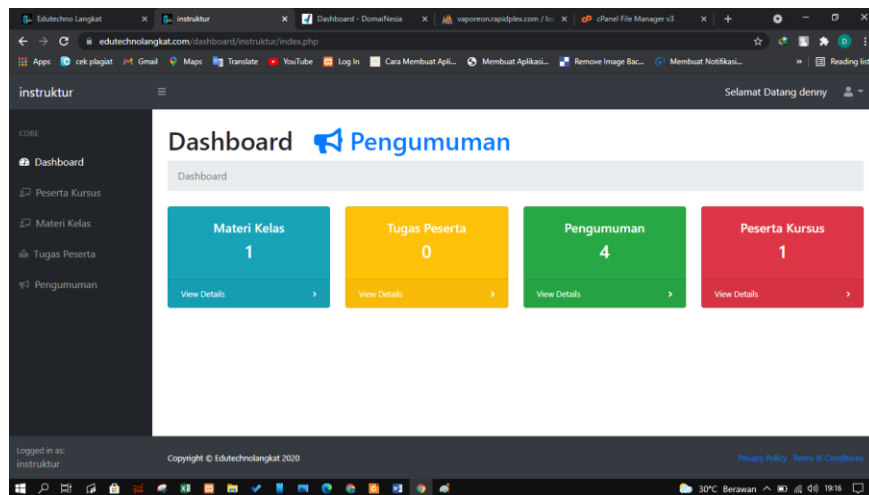 Edutechno Langkat
instruktur
Dashboard - DomaiNesia
vaporeon.rapidplex.com / lo
cPanel File Manager v3
edutechnolangkat.com/dashboard/instruktur/index.php
Apps
cek plagiat
Gmail
Maps
Translate
YouTube
Log In
Cara Membuat Apli...
Membuat Aplikasi...
Remove Image Bac...
Membuat Notifikasi...
»
Reading list
instruktur
Selamat Datang denny
CORE
Dashboard
Peserta Kursus
Materi Kelas
Tugas Peserta
Pengumuman
Dashboard Pengumuman
Dashboard
Materi Kelas
1
View Details
Tugas Peserta
0
View Details
Pengumuman
4
View Details
Peserta Kursus
1
View Details
Logged in as:
instruktur
Copyright © Edutechnolangkat 2020
Privacy Policy Terms & Conditions
30°C Berawan
19:16